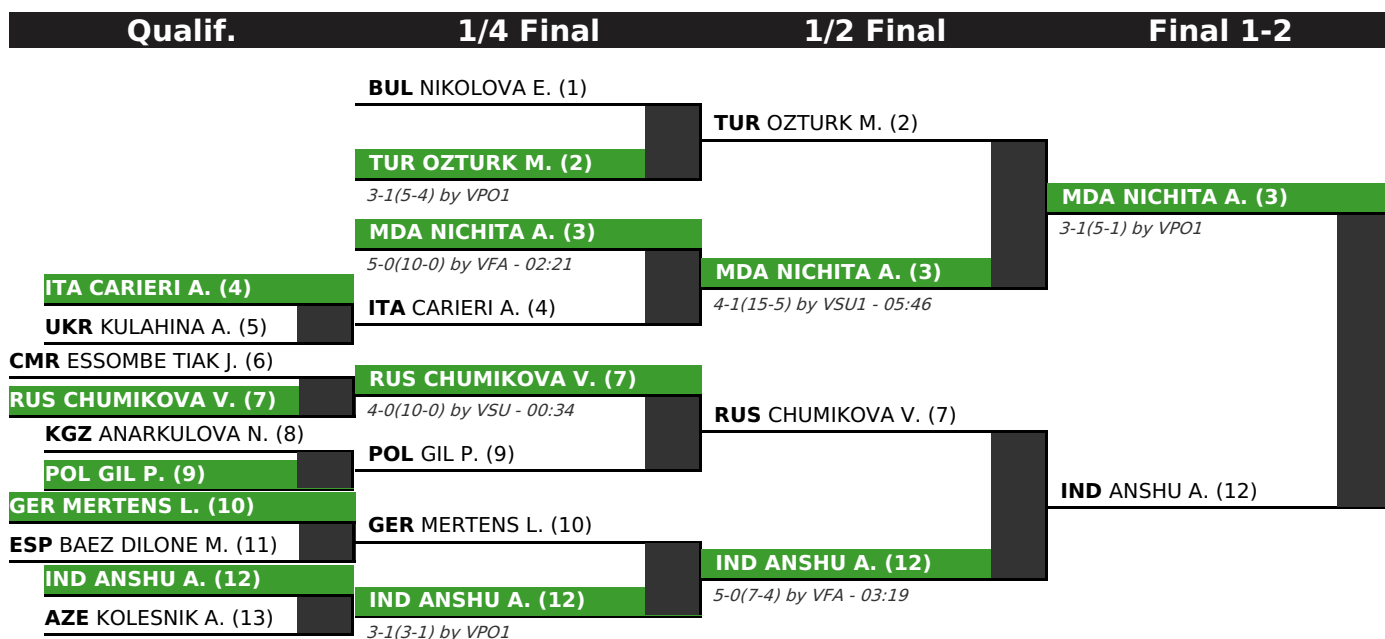 Qualif.
1/4 Final
1/2 Final
Final 1-2
ITA CARIERI A. (4)
UKR KULAHINA A. (5)
CMR ESSOMBE TIAK J. (6)
RUS CHUMIKOVA V. (7)
KGZ ANARKULOVA N. (8)
POL GIL P. (9)
GER MERTENS L. (10)
ESP BAEZ DILONE M. (11)
IND ANSHU A. (12)
AZE KOLESNIK A. (13)
BUL NIKOLOVA E. (1)
TUR OZTURK M. (2)
3-1(5-4) by VPO1
MDA NICHITA A. (3)
5-0(10-0) by VFA - 02:21
ITA CARIERI A. (4)
RUS CHUMIKOVA V. (7)
4-0(10-0) by VSU - 00:34
POL GIL P. (9)
GER MERTENS L. (10)
IND ANSHU A. (12)
3-1(3-1) by VPO1
TUR OZTURK M. (2)
MDA NICHITA A. (3)
4-1(15-5) by VSU1 - 05:46
RUS CHUMIKOVA V. (7)
IND ANSHU A. (12)
5-0(7-4) by VFA - 03:19
MDA NICHITA A. (3)
3-1(5-1) by VPO1
IND ANSHU A. (12)